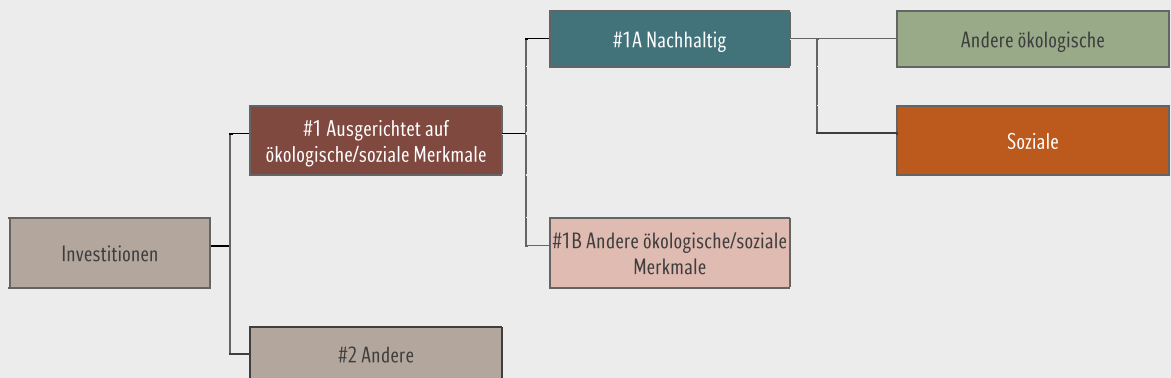 #1A Nachhaltig
Andere ökologische
#1 Ausgerichtet auf
ökologische/soziale Merkmale
Soziale
Investitionen
#1B Andere ökologische/soziale
Merkmale
#2 Andere